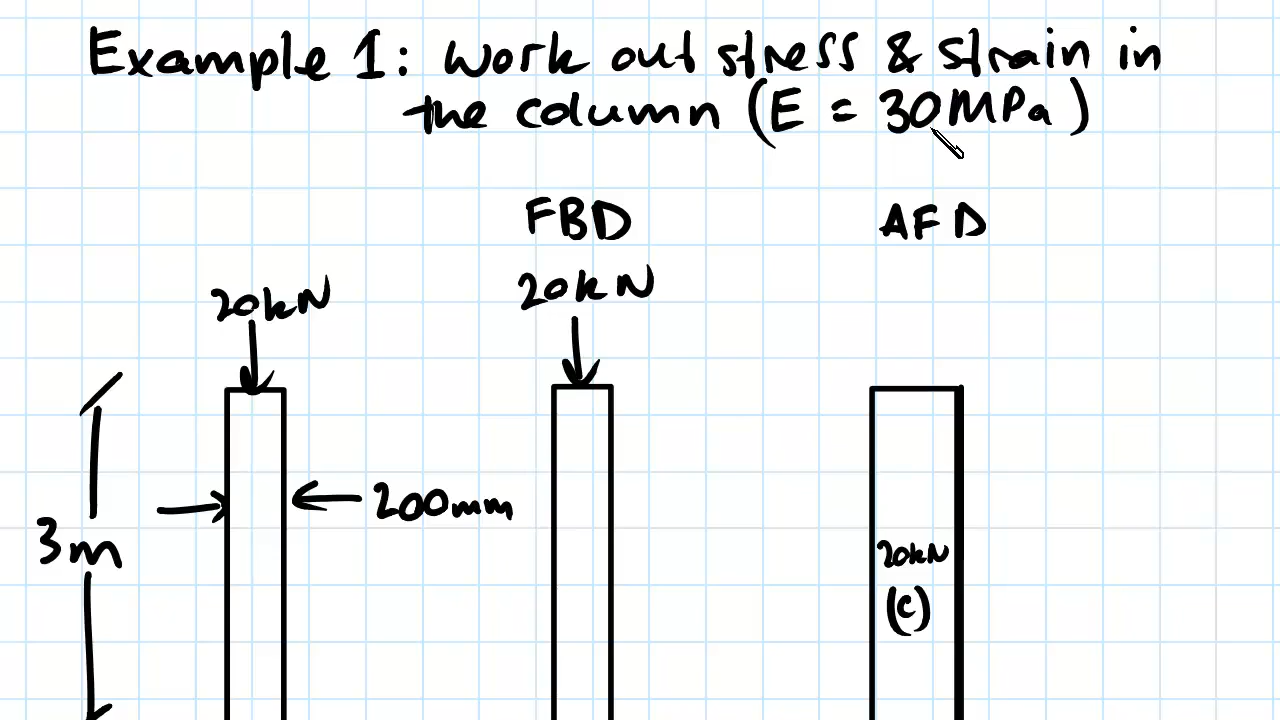 Example 1: work out stress & strain in
the column (E = 30MPa)
FBD
AFD
20kN
20kN
200mm
3m
20kN
(c)